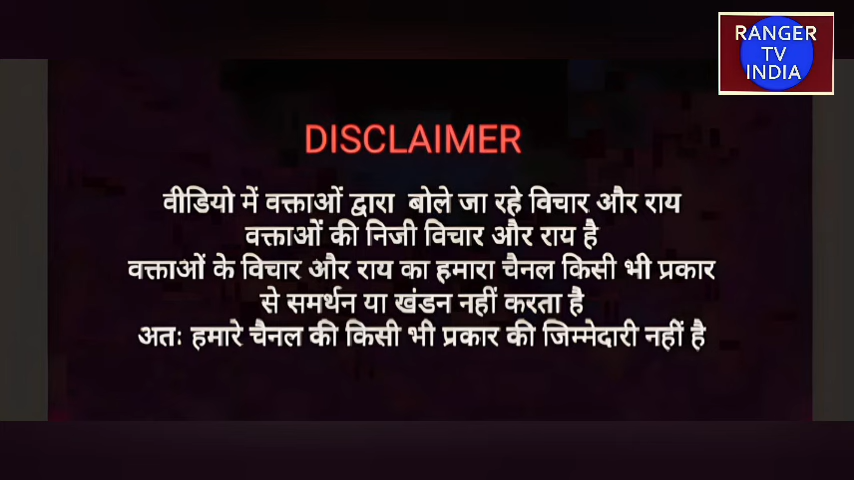 RANGER
TV
INDIA
DISCLAIMER
वीडियो में वक्ताओं द्वारा बोले जा रहे विचार और राय
वक्ताओं की निजी विचार और राय है
वक्ताओं के विचार और राय का हमारा चैनल किसी भी प्रकार
से समर्थन या खंडन नहीं करता है
अतः हमारे चैनल की किसी भी प्रकार की जिम्मेदारी नहीं है